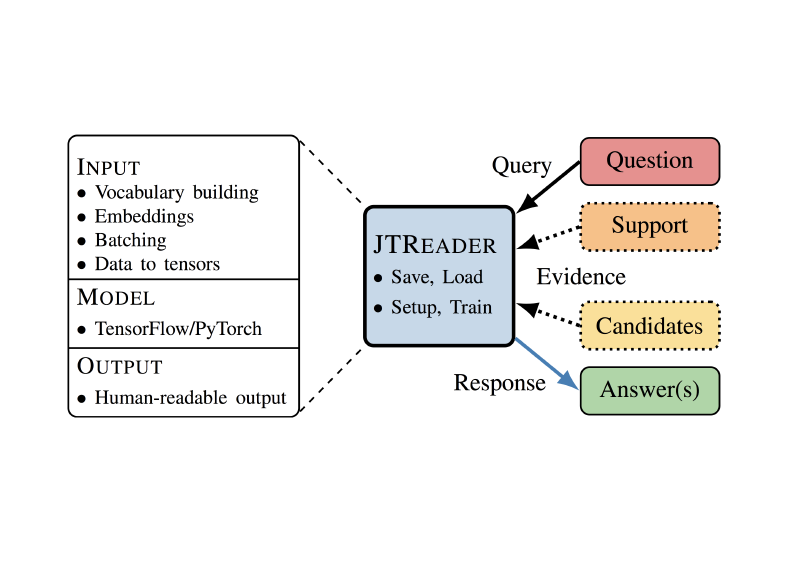 INPUT
• Vocabulary building
• Embeddings
• Batching
• Data to tensors
MODEL
• TensorFlow/PyTorch
OUTPUT
• Human-readable output
JTREADER
• Save, Load
• Setup, Train
Query
Evidence
Response
Question
Support
Candidates
Answer(s)